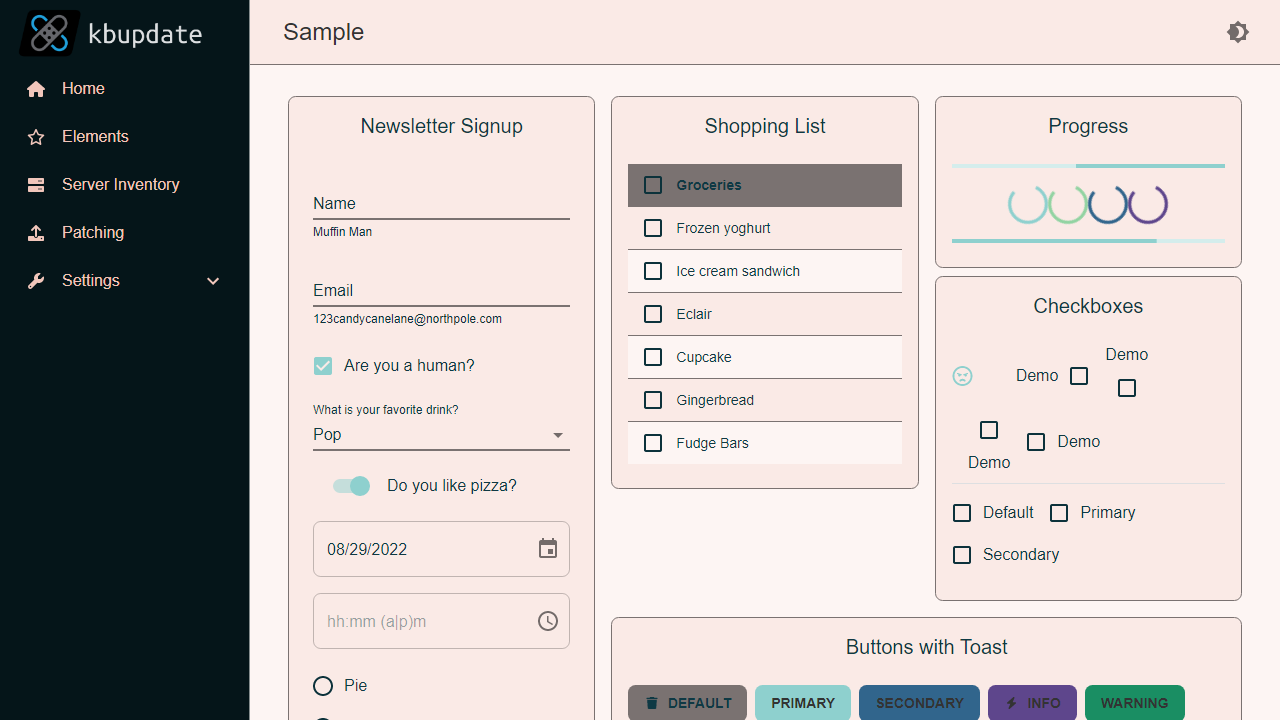 kbupdate
Home
Elements
Server Inventory
Patching
Settings
Sample
Newsletter Signup
Name
Muffin Man
Email
123candycanelane@northpole.com
Are you a human?
What is your favorite drink?
Pop
Do you like pizza?
08/29/2022
hh:mm (a|p)m
Pie
Shopping List
Groceries
Frozen yoghurt
Ice cream sandwich
Eclair
Cupcake
Gingerbread
Fudge Bars
Progress
Checkboxes
Demo
Demo
Demo
Demo
Default Primary
Secondary
Buttons with Toast
DEFAULT PRIMARY SECONDARY INFO WARNING